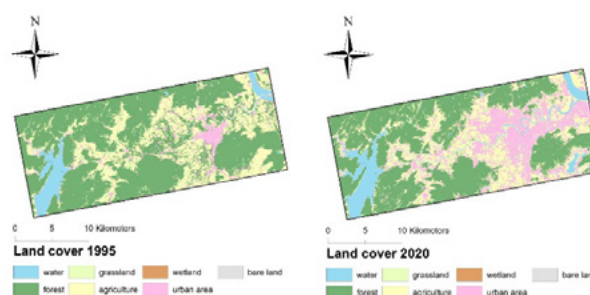 N
N
0 5 10 Kilometers
Land cover 1995
water grassland wetland bare land
forest agriculture urban area
0 5 10 Kilometers
Land cover 2020
water grassland wetland bare land
forest agriculture urban area